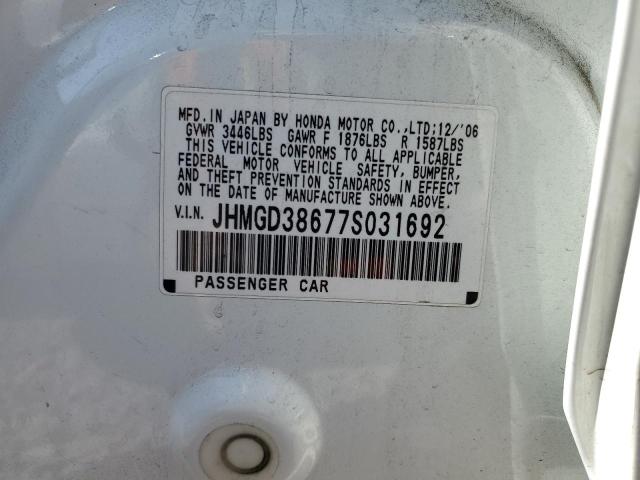 MFD. IN JAPAN BY HONDA MOTOR CO.,LTD;12/'06
GVWR 3446LBS GAWR F 1876LBS R 1587LBS
THIS VEHICLE CONFORMS TO ALL APPLICABLE
FEDERAL MOTOR VEHICLE SAFETY, BUMPER,
AND THEFT PREVENTION STANDARDS IN EFFECT
ON THE DATE OF MANUFACTURE SHOWN ABOVE.
V.I.N. JHMGD38677S031692
PASSENGER CAR